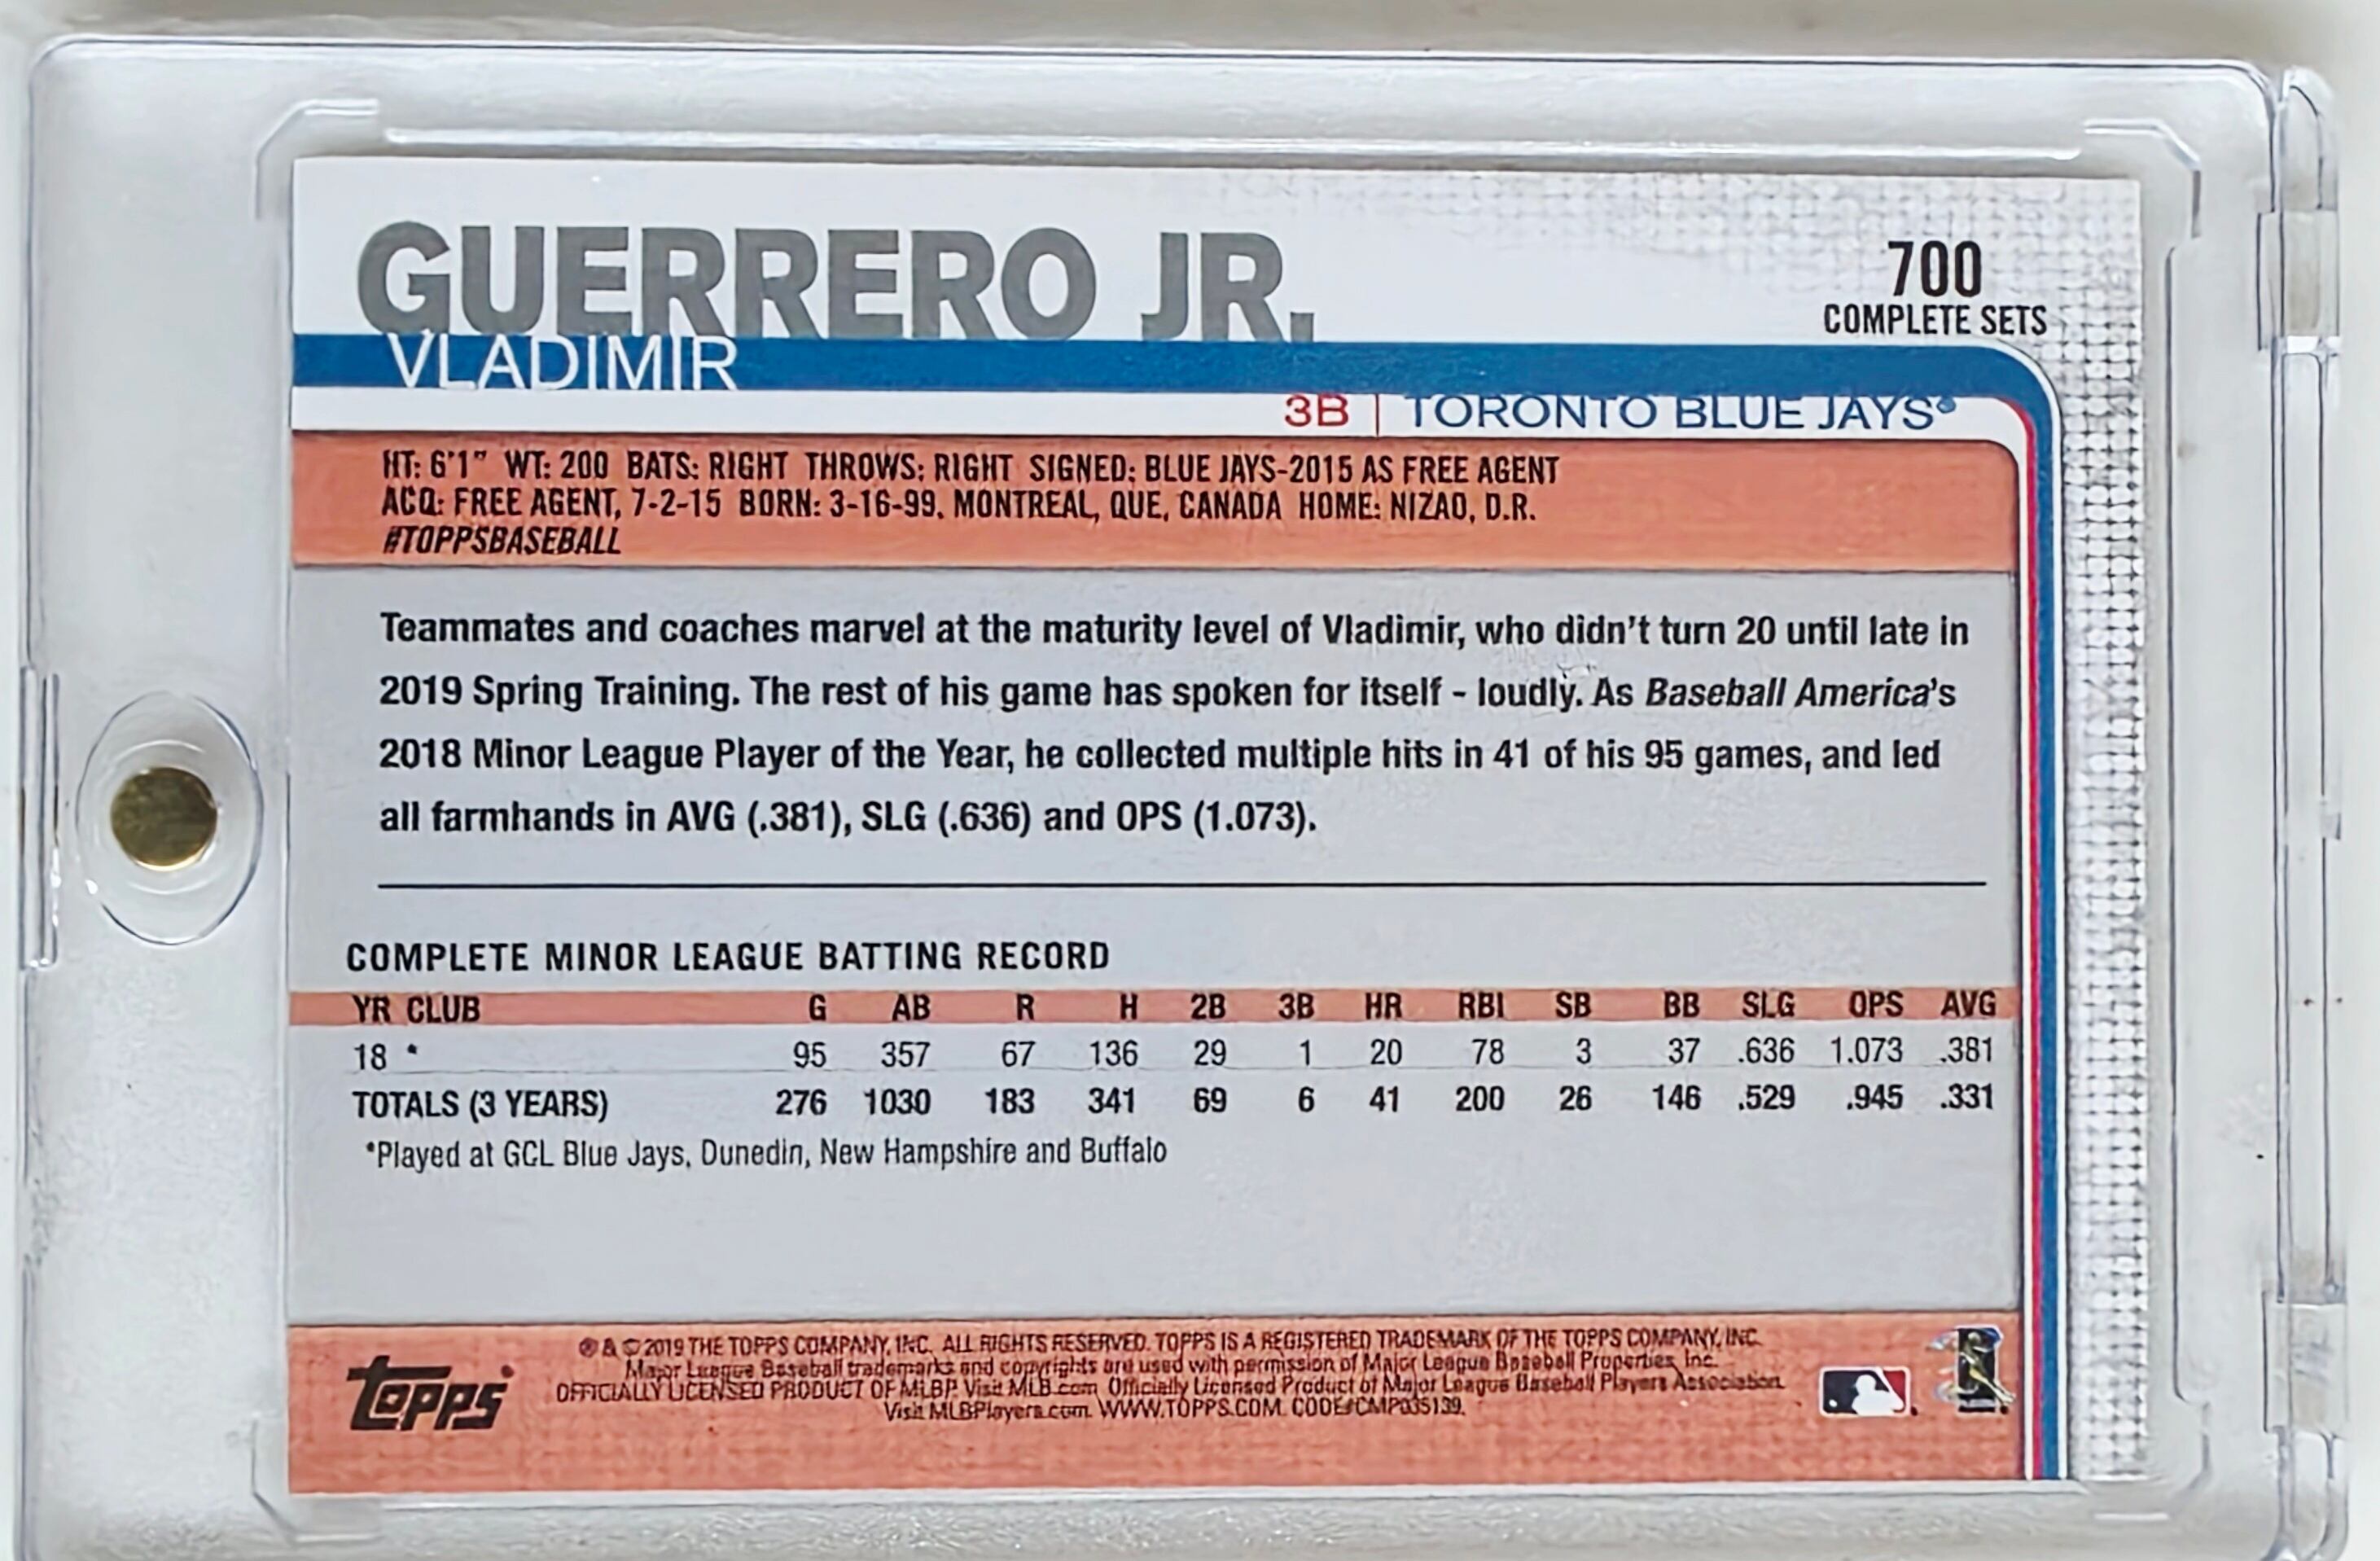 GUERRERO JR.
700
COMPLETE SETS
VLADIMIR
3B | TORONTO BLUE JAYS®
HT: 6'1" WT: 200 BATS: RIGHT THROWS: RIGHT SIGNED: BLUE JAYS-2015 AS FREE AGENT
ACQ: FREE AGENT, 7-2-15 BORN: 3-16-99, MONTREAL, QUE, CANADA HOME: NIZAO, D.R.
#TOPPSBASEBALL
Teammates and coaches marvel at the maturity level of Vladimir, who didn't turn 20 until late in
2019 Spring Training. The rest of his game has spoken for itself - loudly. As Baseball America's
2018 Minor League Player of the Year, he collected multiple hits in 41 of his 95 games, and led
all farmhands in AVG (.381), SLG (.636) and OPS (1.073).
COMPLETE MINOR LEAGUE BATTING RECORD
YR CLUB G AB R H 2B 3B HR RBI SB BB SLG OPS AVG
18 * 95 357 67 136 29 1 20 78 3 37 .636 1.073 .381
TOTALS (3 YEARS) 276 1030 183 341 69 6 41 200 26 146 .529 .945 .331
*Played at GCL Blue Jays, Dunedin, New Hampshire and Buffalo
topps
® & © 2019 THE TOPPS COMPANY, INC. ALL RIGHTS RESERVED. TOPPS IS A REGISTERED TRADEMARK OF THE TOPPS COMPANY, INC.
Major League Baseball trademarks and copyrights are used with permission of Major League Baseball Properties, Inc.
OFFICIALLY LICENSED PRODUCT OF MLBP. Visit MLB.com. Officially Licensed Product of Major League Baseball Players Association.
Visit MLBPlayers.com. WWW.TOPPS.COM. CODE#CMP035139.